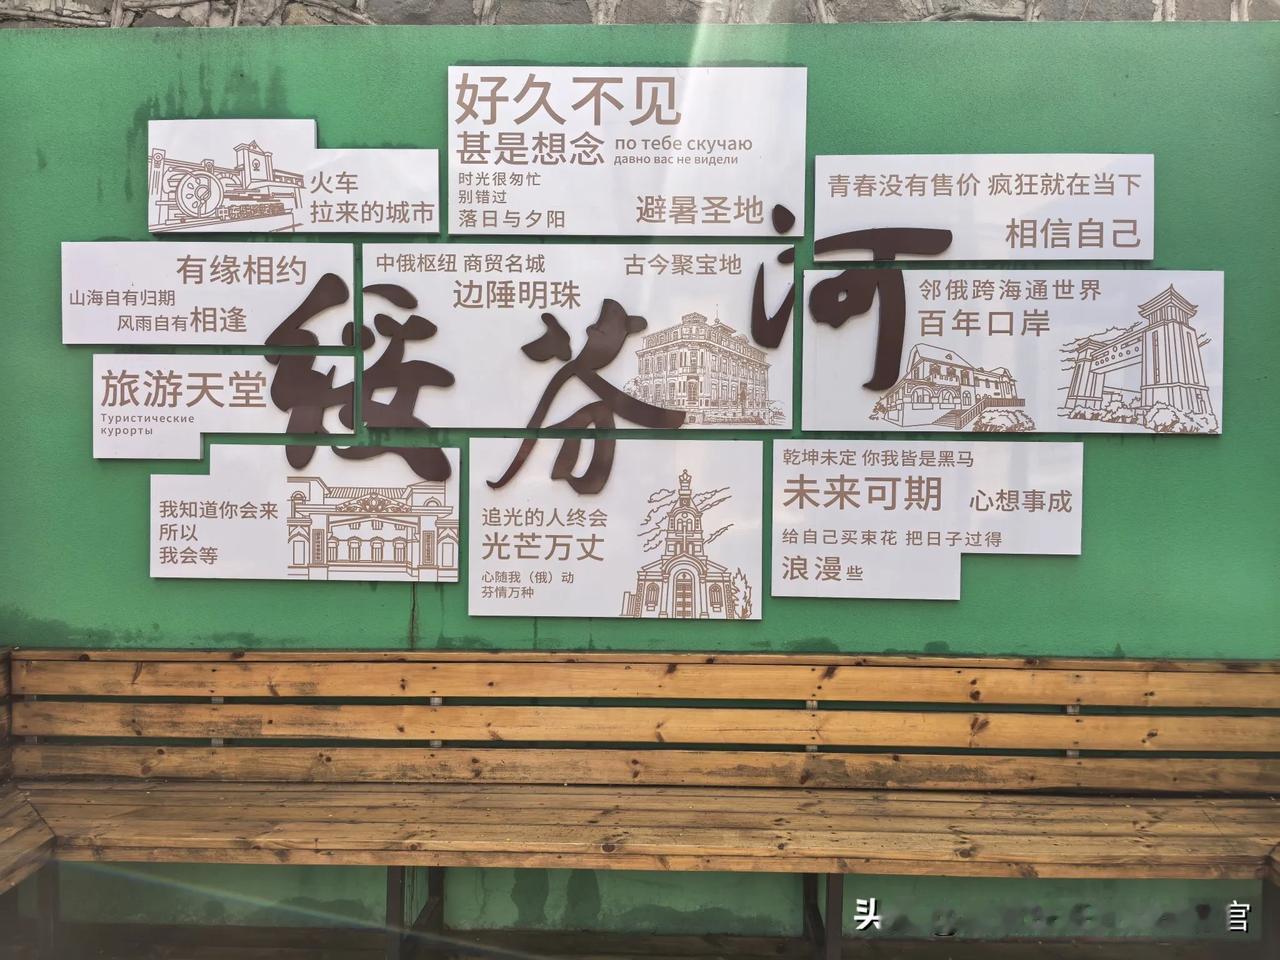 好久不见
甚是想念
по тебе скучаю
давно вас не видели
时光很匆忙
别错过
落日与夕阳
避暑圣地
火车
拉来的城市
青春没有售价 疯狂就在当下
相信自己
有缘相约
山海自有归期
风雨自有相逢
中俄枢纽 商贸名城
古今聚宝地
边陲明珠
邻俄跨海通世界
百年口岸
绥芬河
旅游天堂
Туристические
курорты
我知道你会来
所以
我会等
追光的人终会
光芒万丈
心随我（俄）动
芬情万种
乾坤未定 你我皆是黑马
未来可期 心想事成
给自己买束花 把日子过得
浪漫些
头
官